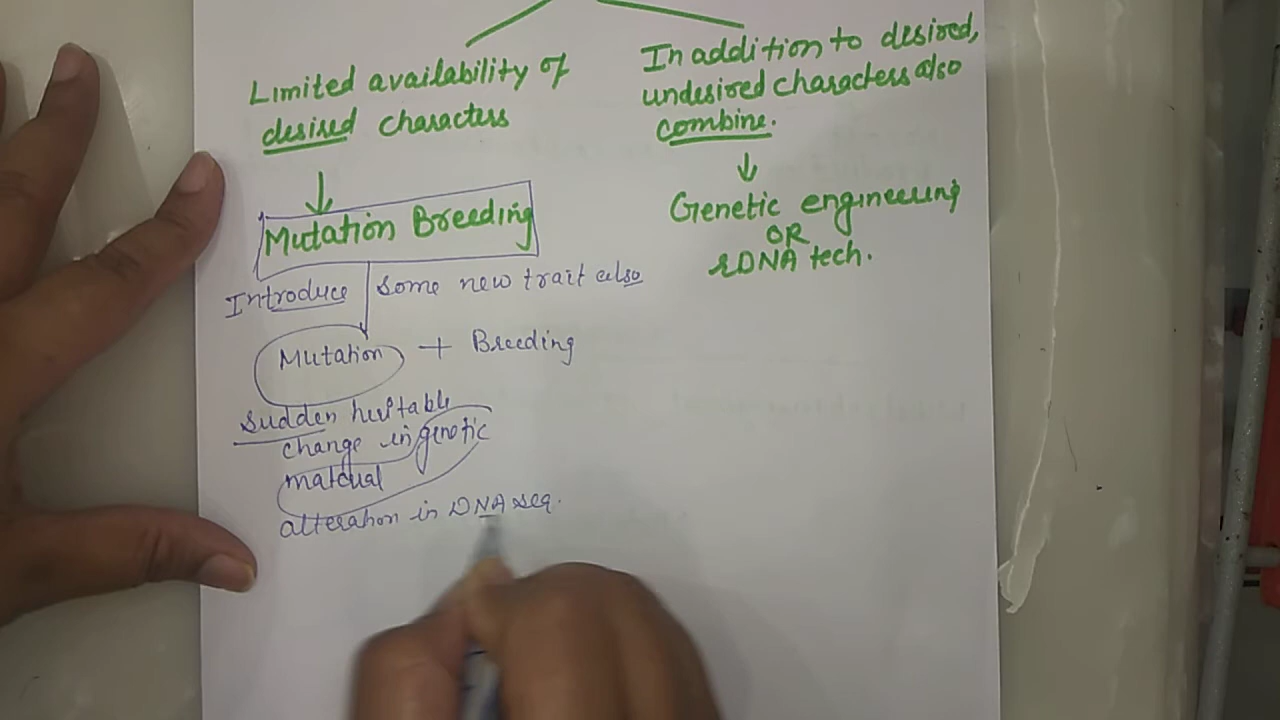 Limited availability of
desired characters
Mutation Breeding
Introduce some new trait also
Mutation + Breeding
sudden heritable
change in genetic
material
alteration in DNA seq.
In addition to desired,
undesired characters also
combine.
Genetic engineering
OR
rDNA tech.